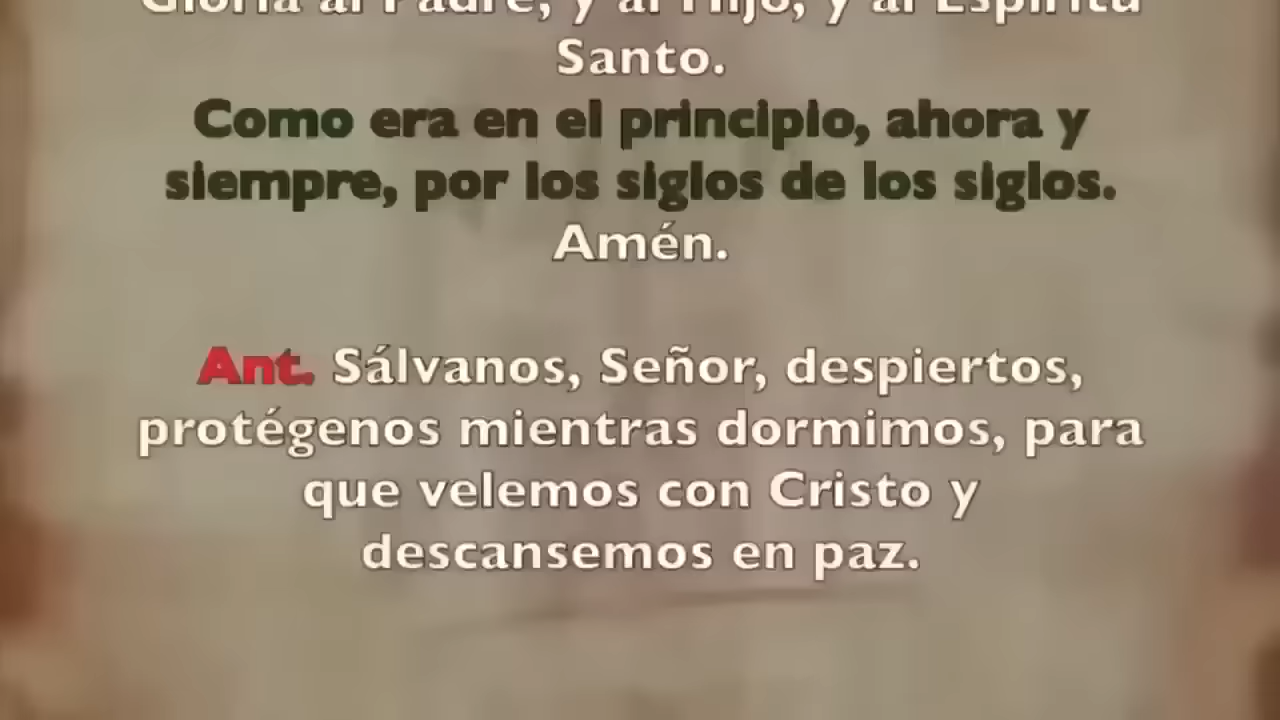 Gloria al Padre, y al Hijo, y al Espíritu
Santo.
Como era en el principio, ahora y
siempre, por los siglos de los siglos.
Amén.
Ant. Sálvanos, Señor, despiertos,
protégenos mientras dormimos, para
que velemos con Cristo y
descansemos en paz.